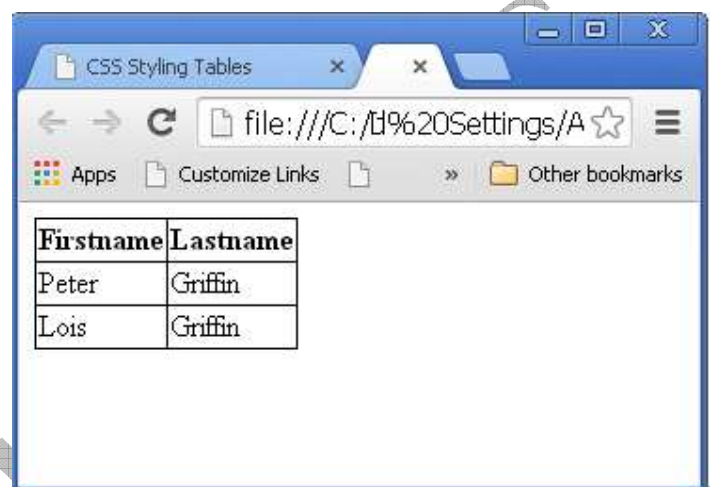 CSS Styling Tables
file:///C:/d%20Settings/A
Apps Customize Links » Other bookmarks
Firstname Lastname
Peter Griffin
Lois Griffin